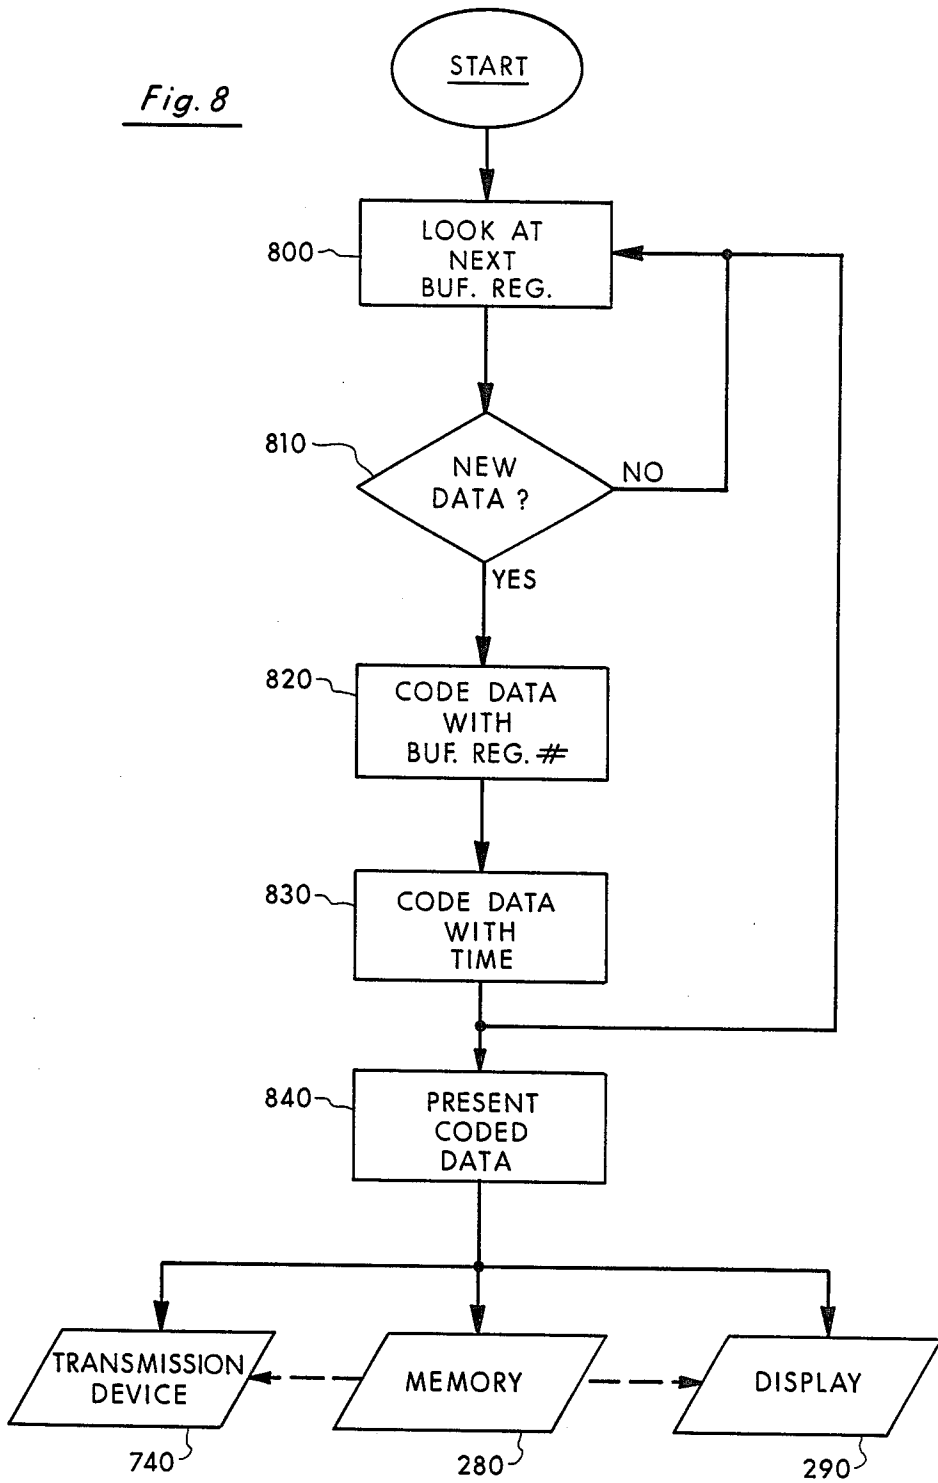 START
Fig. 8
800
LOOK AT
NEXT
BUF. REG.
810
NEW
DATA ?
NO
YES
820
CODE DATA
WITH
BUF. REG. #
830
CODE DATA
WITH
TIME
840
PRESENT
CODED
DATA
TRANSMISSION
DEVICE
MEMORY
DISPLAY
740
280
290